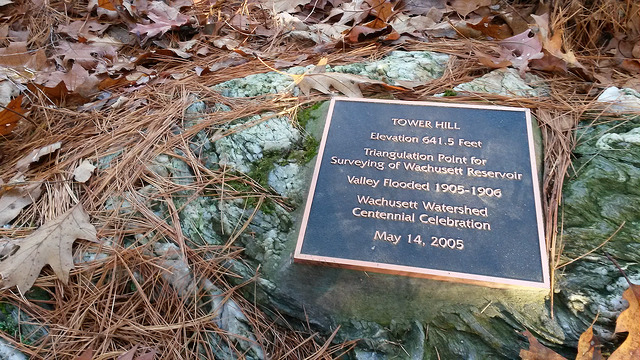 TOWER HILL
Elevation 641.5 Feet
Triangulation Point for
Surveying of Wachusett Reservoir
Valley Flooded 1905-1906
Wachusett Watershed
Centennial Celebration
May 14, 2005